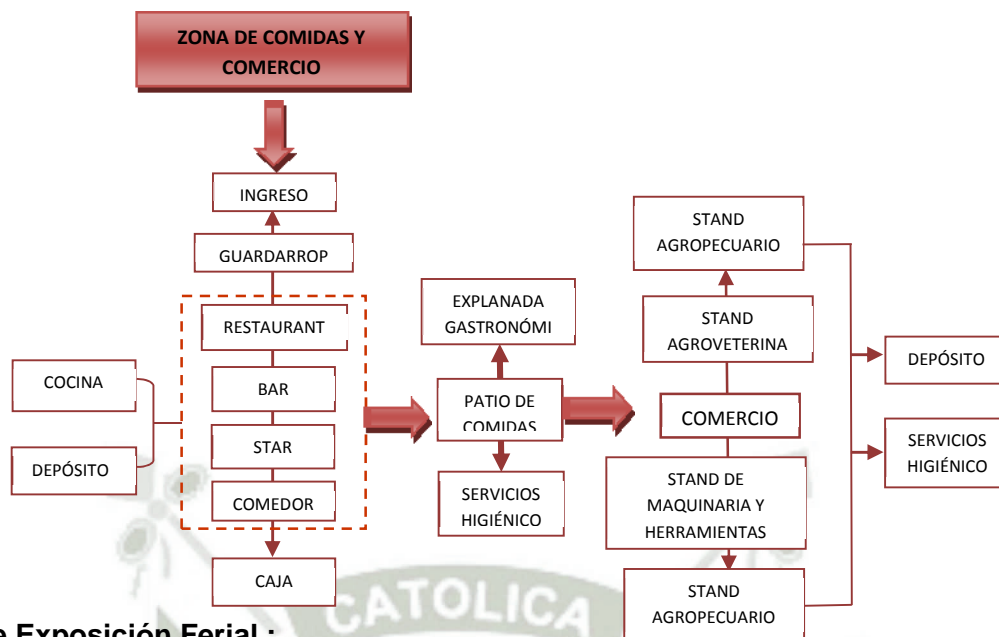 ZONA DE COMIDAS Y
COMERCIO
INGRESO
GUARDARROP
RESTAURANT
BAR
STAR
COMEDOR
CAJA
COCINA
DEPÓSITO
EXPLANADA
GASTRONÓMI
PATIO DE
COMIDAS
SERVICIOS
HIGIÉNICO
STAND
AGROPECUARIO
STAND
AGROVETERINA
COMERCIO
STAND DE
MAQUINARIA Y
HERRAMIENTAS
STAND
AGROPECUARIO
DEPÓSITO
SERVICIOS
HIGIÉNICO
CATOLICA
e Exposición Ferial :